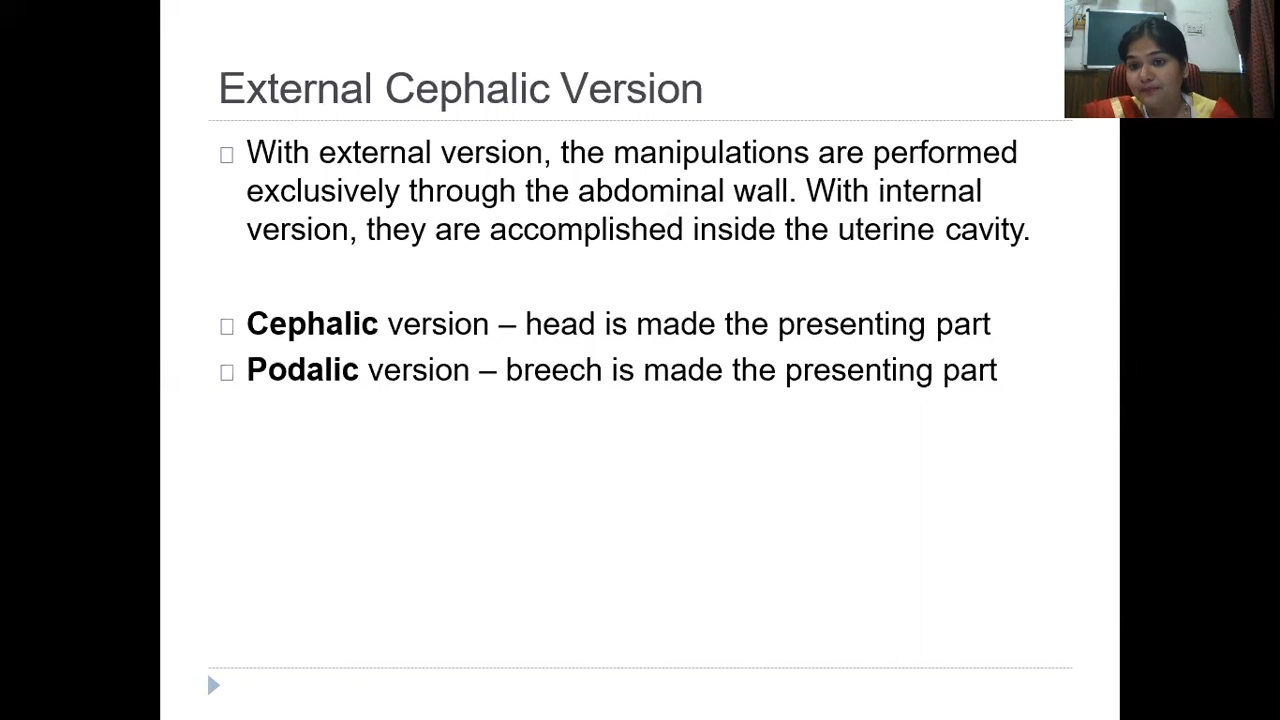 External Cephalic Version
With external version, the manipulations are performed
exclusively through the abdominal wall. With internal
version, they are accomplished inside the uterine cavity.
Cephalic version – head is made the presenting part
Podalic version – breech is made the presenting part